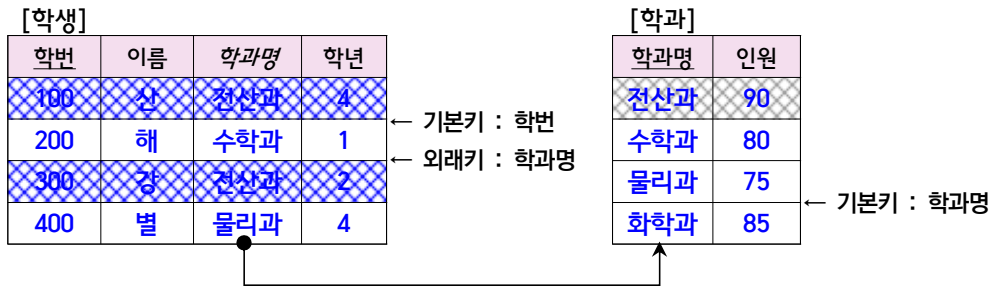 [학생]
학번 이름 학과명 학년
100 산 전산과 4
200 해 수학과 1
300 강 전산과 2
400 별 물리과 4
← 기본키 : 학번
← 외래키 : 학과명
[학과]
학과명 인원
전산과 90
수학과 80
물리과 75
화학과 85
← 기본키 : 학과명